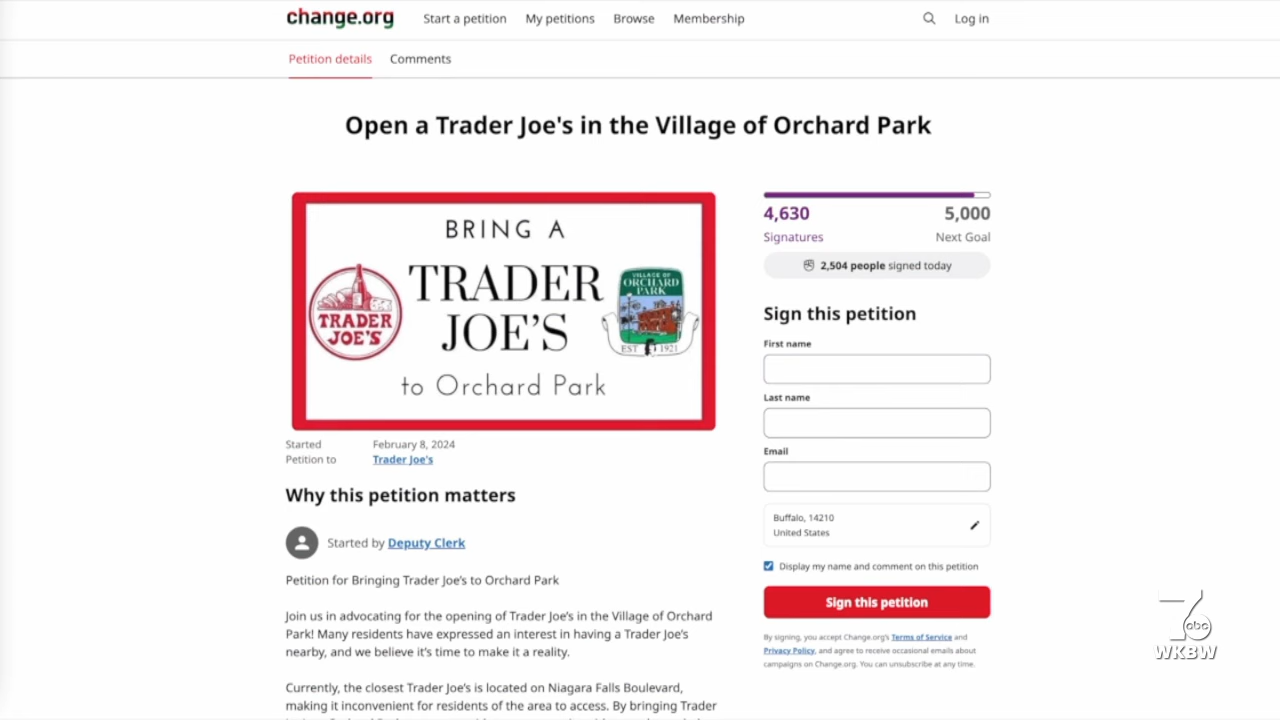 change.org
Start a petition
My petitions
Browse
Membership
Log in
Petition details
Comments
Open a Trader Joe's in the Village of Orchard Park
BRING A
TRADER
JOE'S
to Orchard Park
TRADER
JOE'S
VILLAGE OF
ORCHARD
PARK
EST 1921
Started February 8, 2024
Petition to Trader Joe's
Why this petition matters
Started by Deputy Clerk
Petition for Bringing Trader Joe's to Orchard Park
Join us in advocating for the opening of Trader Joe's in the Village of Orchard
Park! Many residents have expressed an interest in having a Trader Joe's
nearby, and we believe it's time to make it a reality.
Currently, the closest Trader Joe's is located on Niagara Falls Boulevard,
making it inconvenient for residents of the area to access. By bringing Trader
4,630
5,000
Signatures
Next Goal
2,504 people signed today
Sign this petition
First name
Last name
Email
Buffalo, 14210
United States
Display my name and comment on this petition
Sign this petition
By signing, you accept Change.org's Terms of Service and
Privacy Policy, and agree to receive occasional emails about
campaigns on Change.org. You can unsubscribe at any time.
7
abc
WKBW